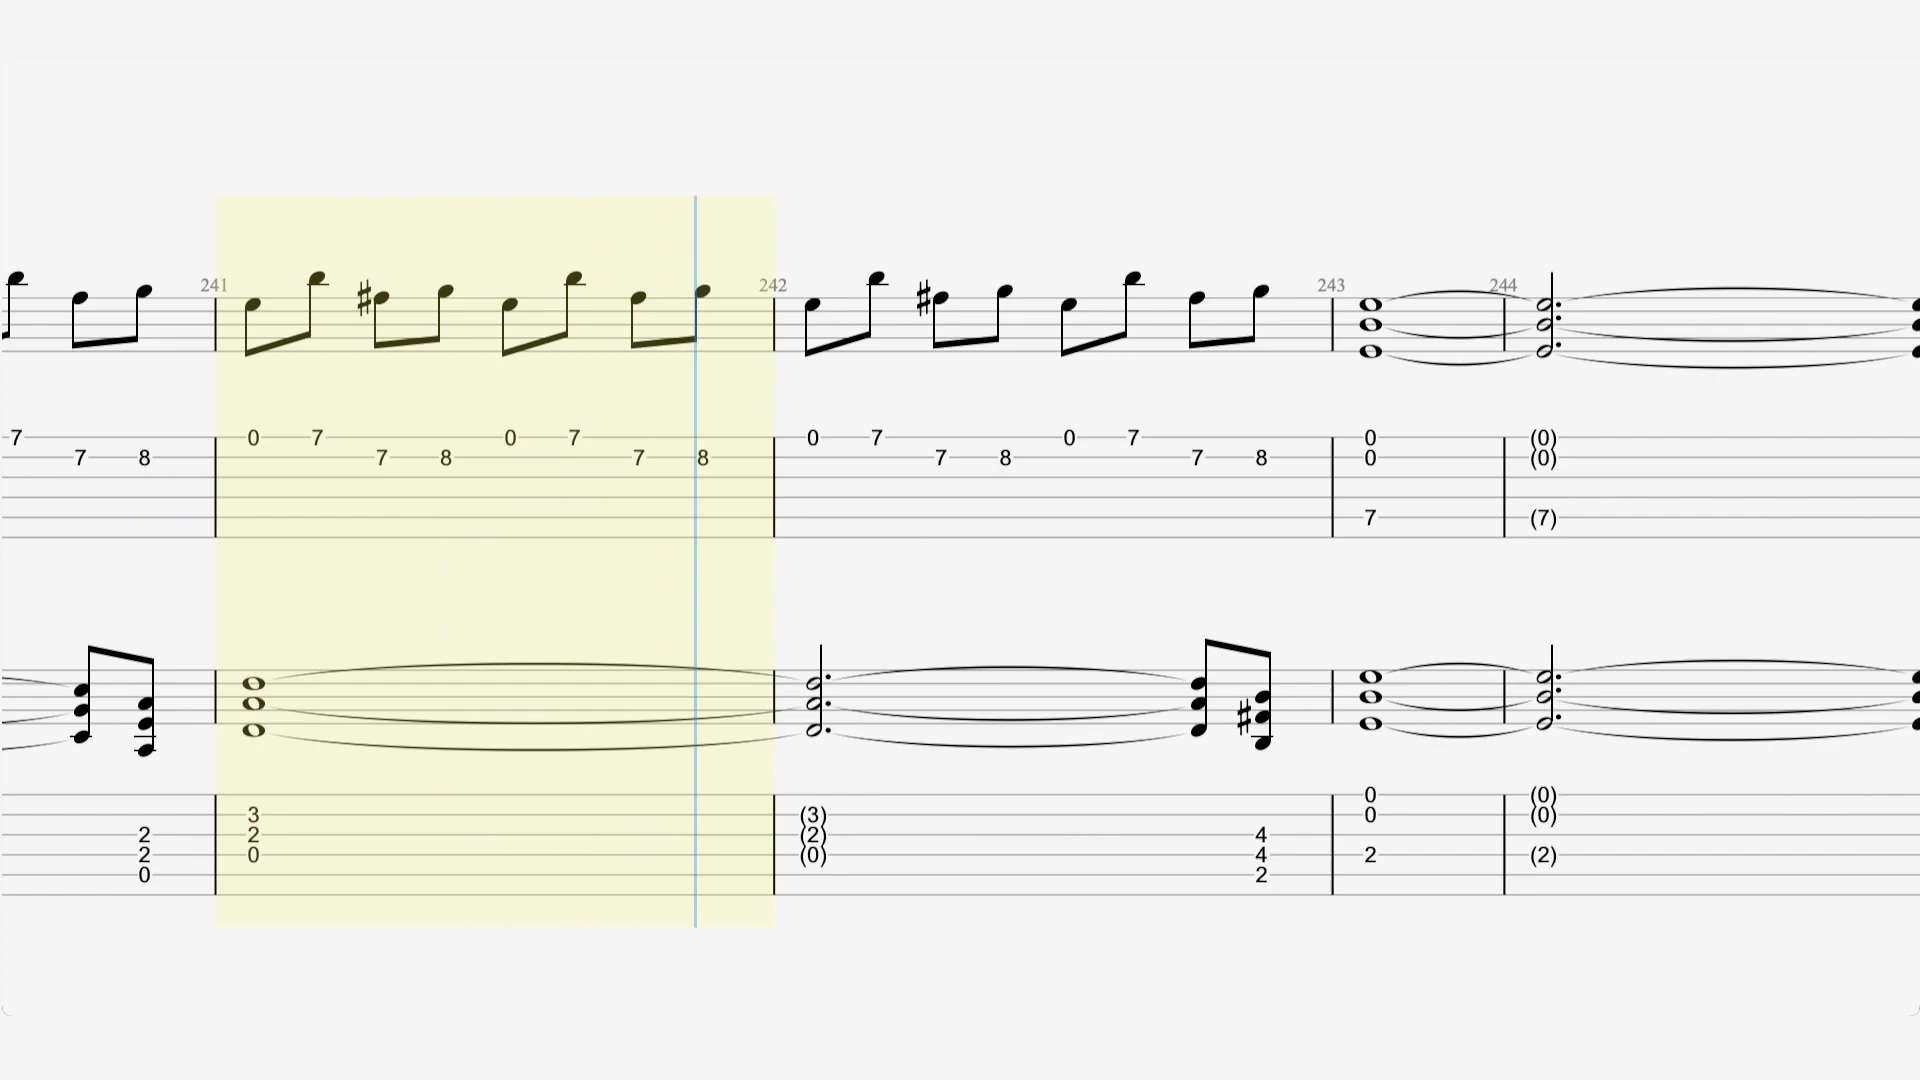 241 242 243 244
7 0 7 0 7 0 7 0 7 0 (0)
7 8 7 8 7 8 7 8 7 8 0 (0)
7 (7)
0 (0)
3 (3) 0 (0)
2 2 (2) 4
2 0 (0) 4 2 (2)
0 2